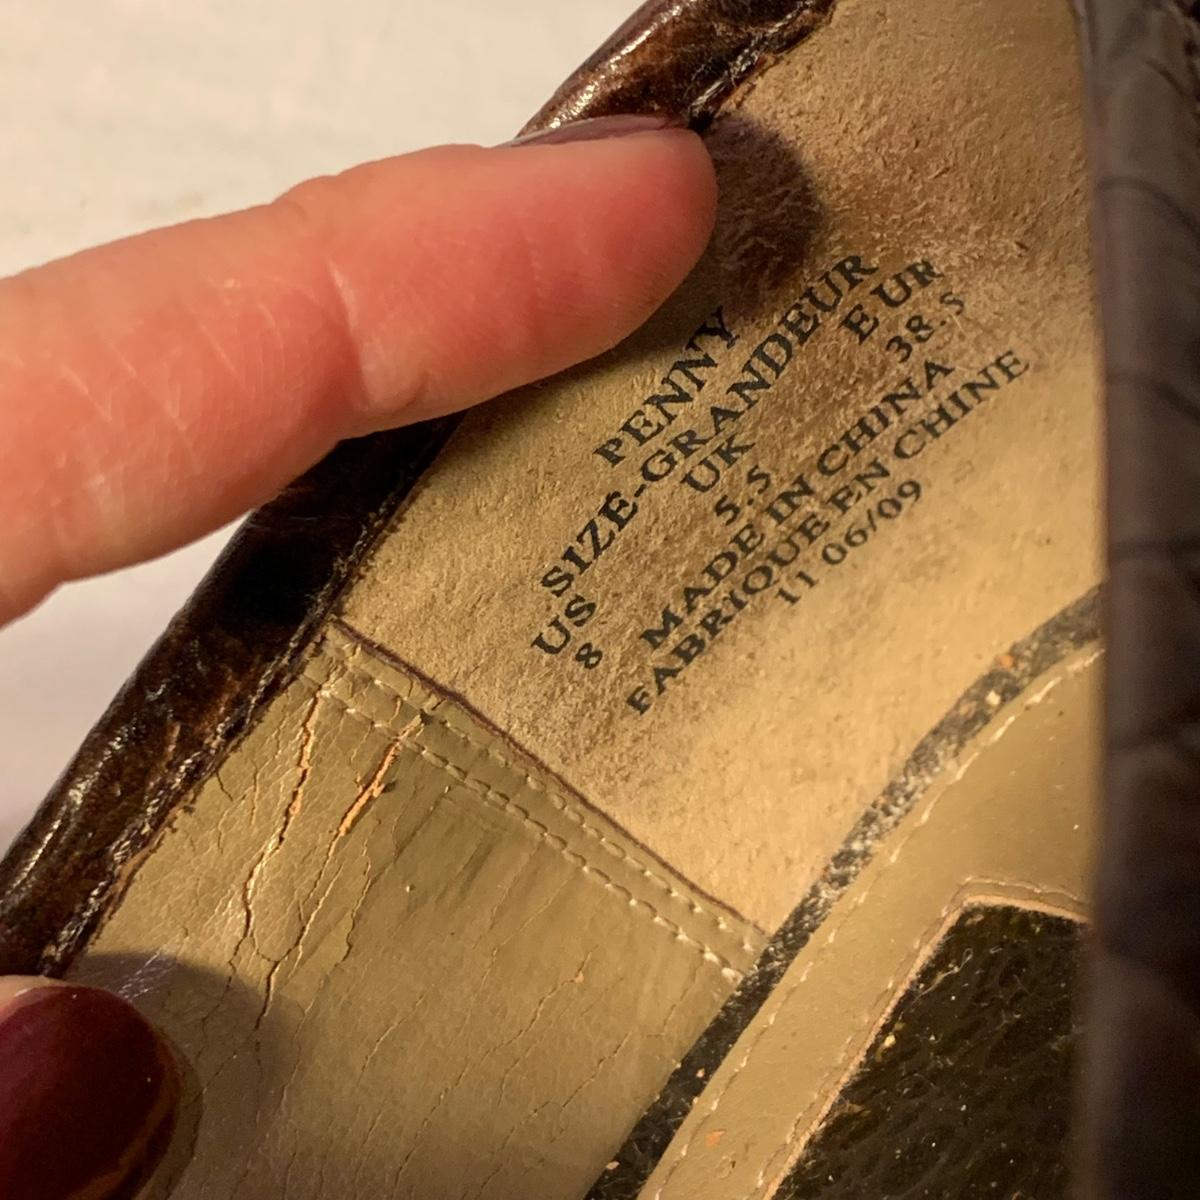 PENNY
SIZE-GRANDEUR
US UK EUR
8 5.5 38.5
MADE IN CHINA
FABRIQUE EN CHINE
11 06/09